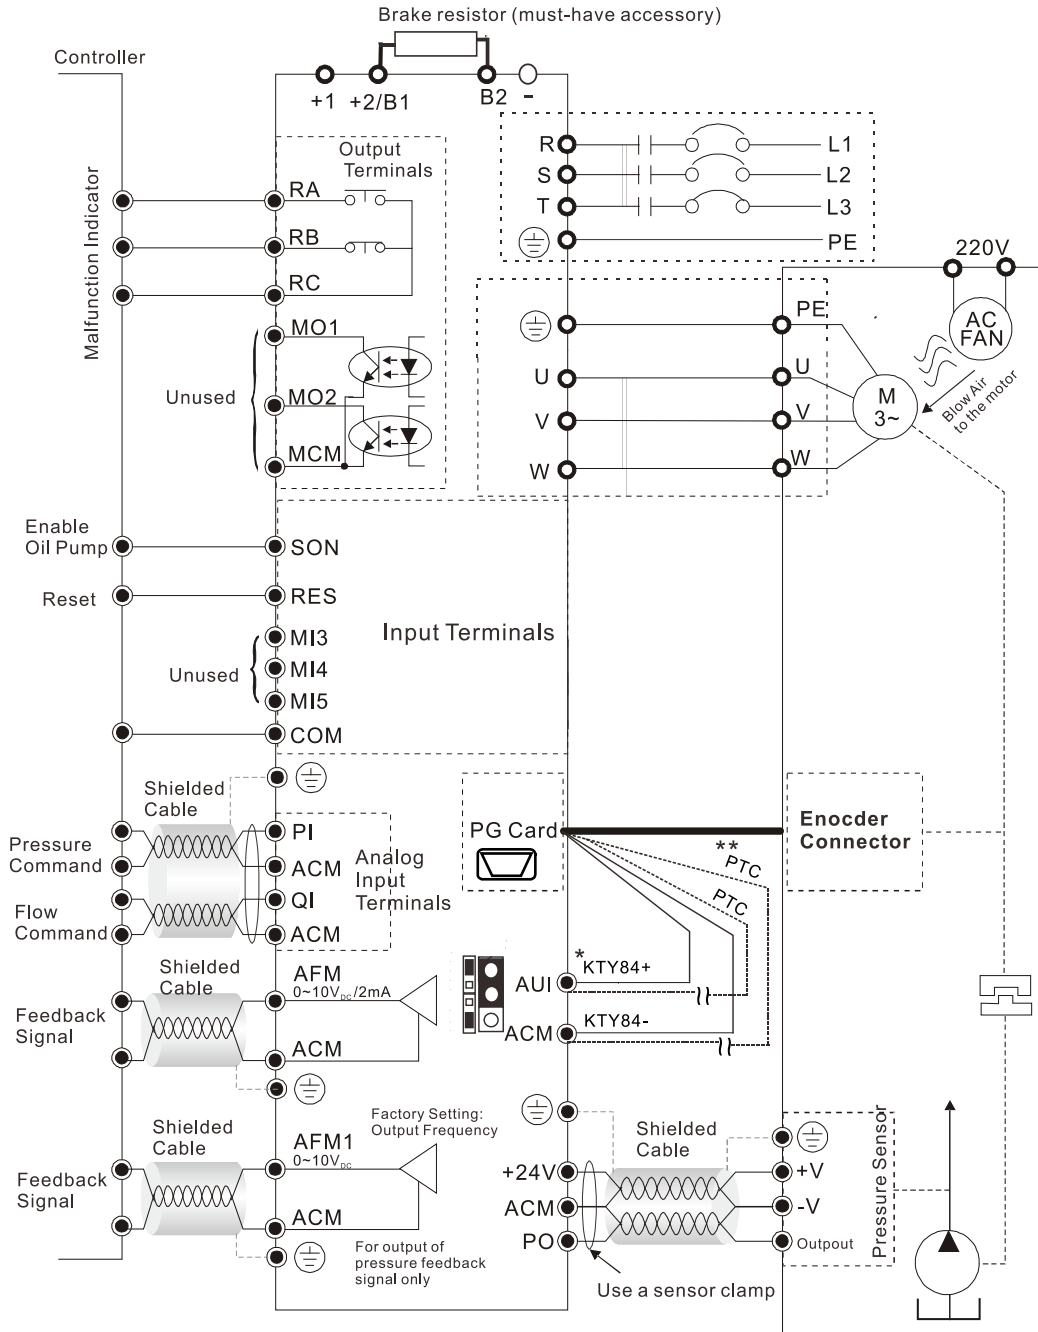 Brake resistor (must-have accessory)
Controller
+1 +2/B1 B2 -
Malfunction Indicator
Output
Terminals
RA
RB
RC
MO1
MO2
MCM
Unused
R L1
S L2
T L3
PE
220V
AC
FAN
Blow Air
to the motor
PE
U U
V V
W W
M
3~
Enable
Oil Pump
SON
Reset
RES
Input Terminals
MI3
MI4
MI5
Unused
COM
Shielded
Cable
Pressure
Command
PI
ACM
Analog
Input
Terminals
Flow
Command
QI
ACM
PG Card
Enocder
Connector
**
PTC
PTC
*
KTY84+
AUI
KTY84-
ACM
Shielded
Cable
AFM
0~10VDC/2mA
Feedback
Signal
ACM
Factory Setting:
Output Frequency
Shielded
Cable
AFM1
0~10VDC
Feedback
Signal
ACM
For output of
pressure feedback
signal only
Shielded
Cable
+24V +V
ACM -V
PO Outpout
Pressure Sensor
Use a sensor clamp